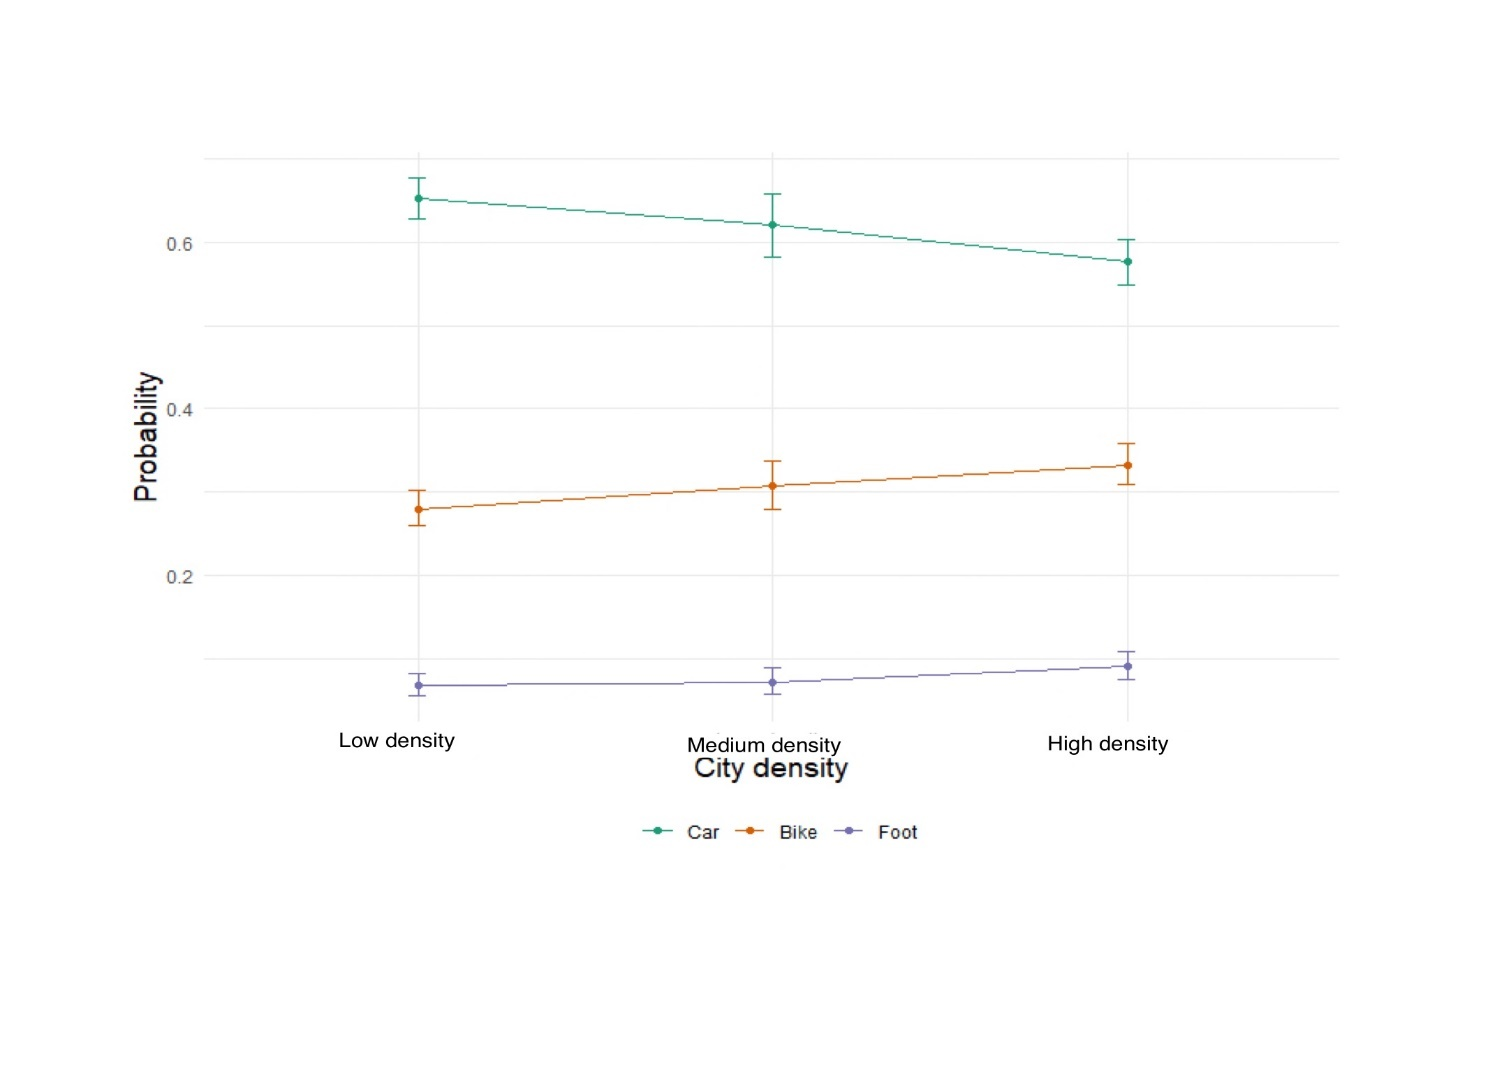 0.6
0.4
0.2
Probability
Low density
Medium density
High density
City density
Car Bike Foot